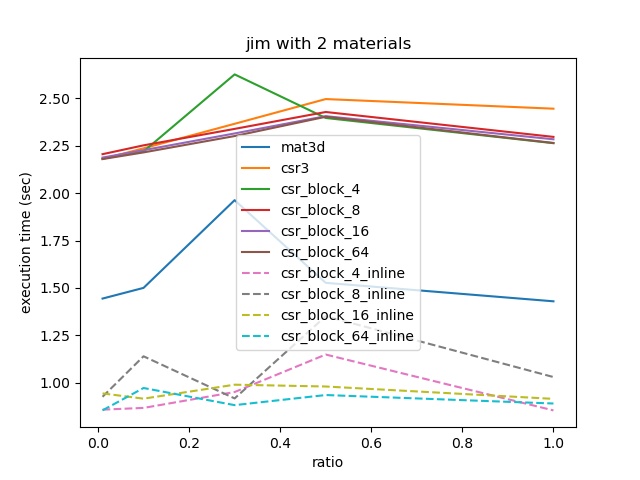 jim with 2 materials
execution time (sec)
2.50
2.25
2.00
1.75
1.50
1.25
1.00
mat3d
csr3
csr_block_4
csr_block_8
csr_block_16
csr_block_64
csr_block_4_inline
csr_block_8_inline
csr_block_16_inline
csr_block_64_inline
0.0 0.2 0.4 0.6 0.8 1.0
ratio